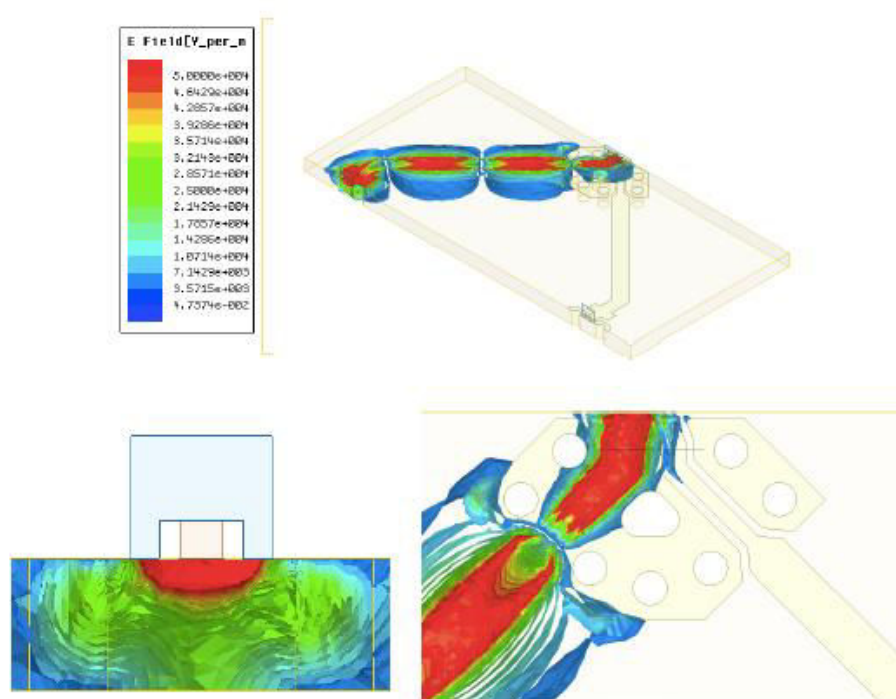 E Field[V_per_m
5.0000e+004
4.6429e+004
4.2857e+004
3.9286e+004
3.5714e+004
3.2143e+004
2.8571e+004
2.5000e+004
2.1429e+004
1.7857e+004
1.4286e+004
1.0714e+004
7.1429e+003
3.5715e+003
4.7374e-002